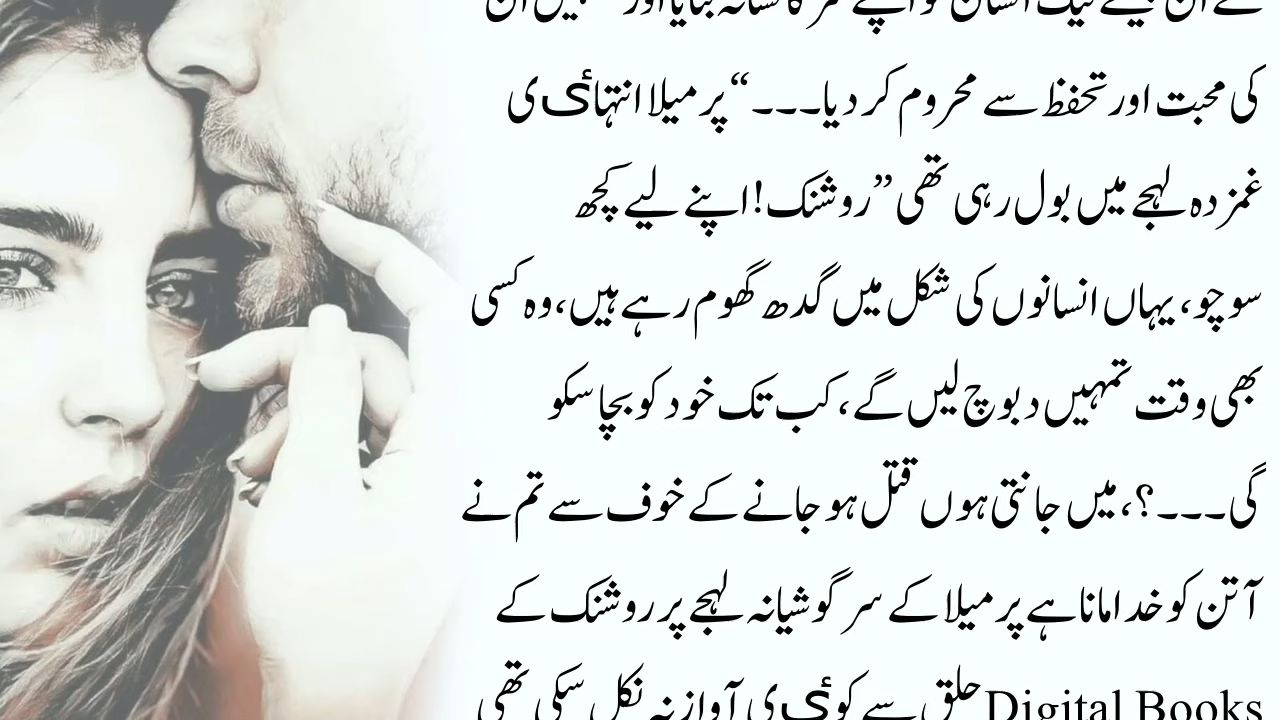 کی محبت اور تحفظ سے محروم کر دیا۔۔۔“ پرمیلا انتہائ ی
غمزدہ لہجے میں بول رہی تھی ”روشنک! اپنے لیے کچھ
سوچو، یہاں انسانوں کی شکل میں گدھ گھوم رہے ہیں، وہ کسی
بھی وقت تمہیں دبوچ لیں گے، کب تک خود کو بچا سکو
گی۔۔۔؟، میں جانتی ہوں قتل ہو جانے کے خوف سے تم نے
آتن کو خدا مانا ہے پرمیلا کے سرگوشیانہ لہجے پر روشنک کے
Digital Books حلق سے کوئ ی آواز نہ نکل سکی تھی